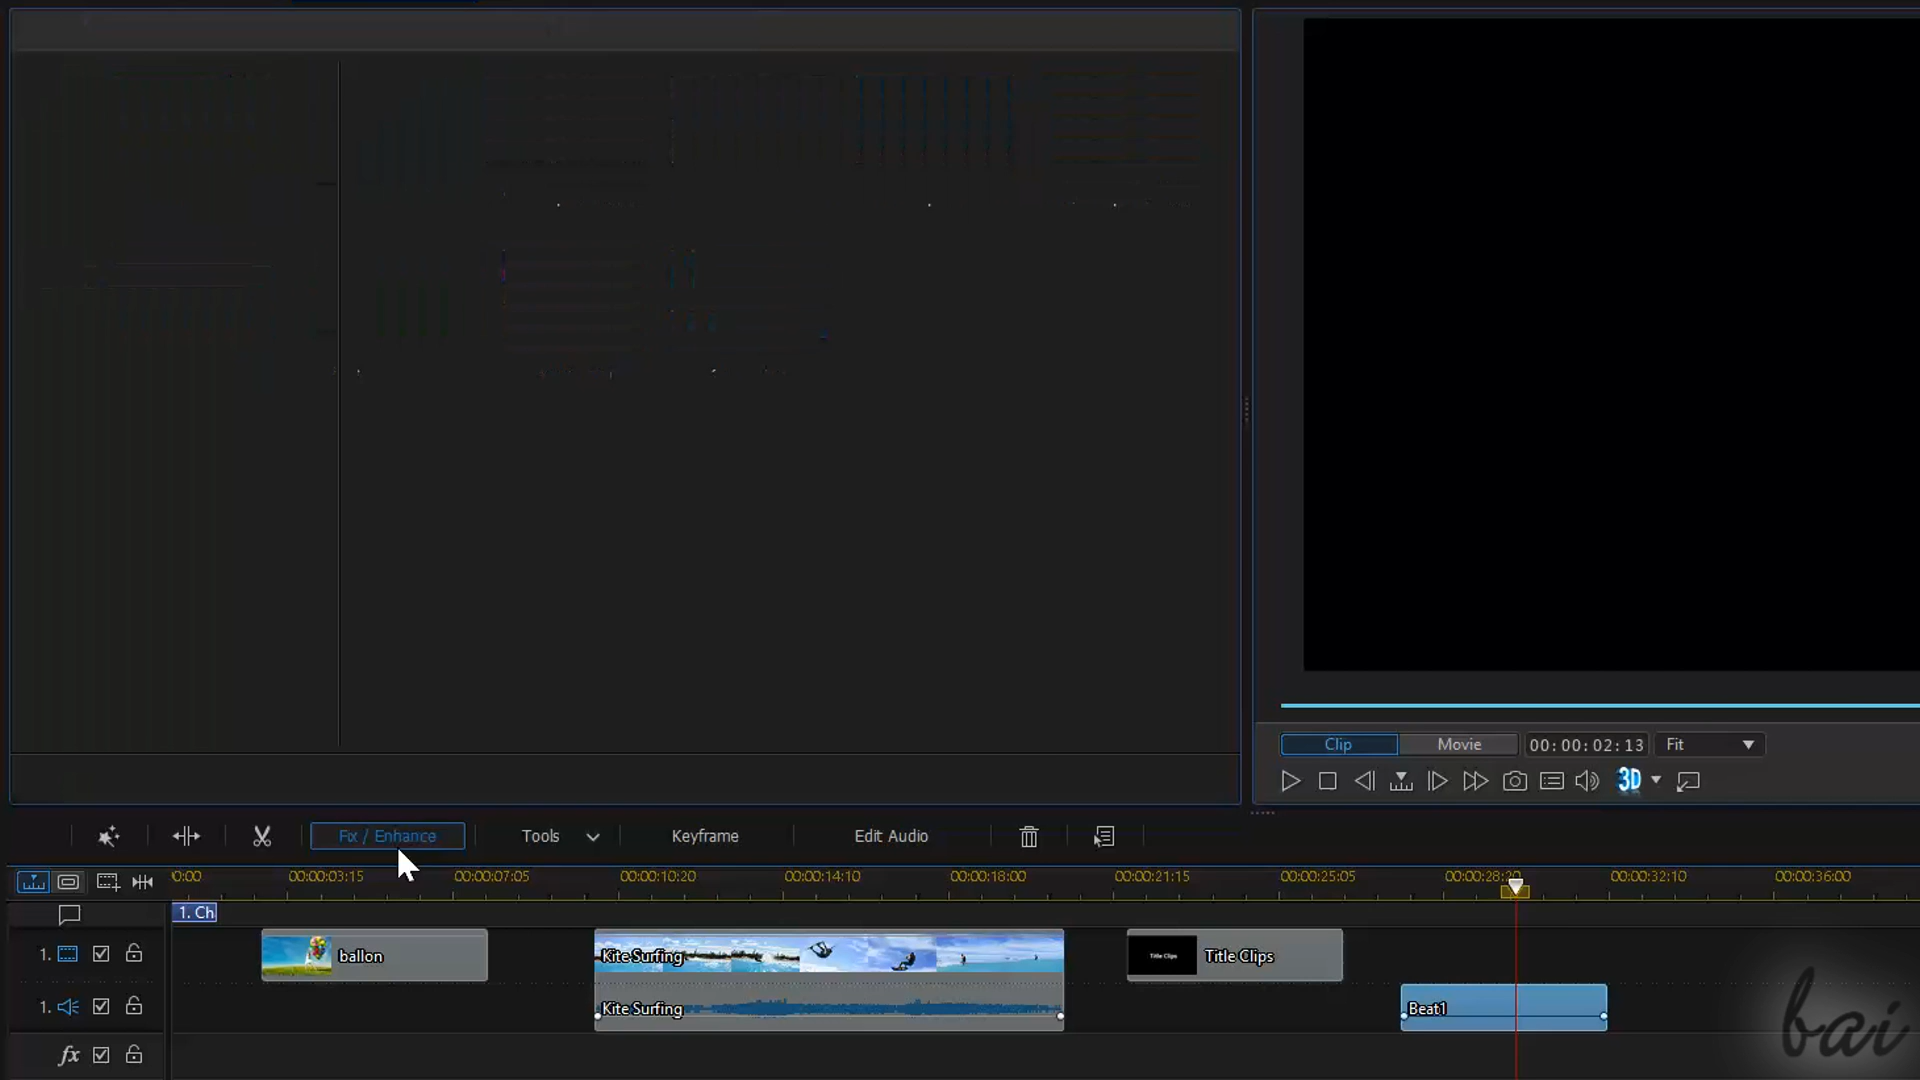 Clip Movie 00:00:02:13 Fit
3D
Fix / Enhance Tools Keyframe Edit Audio
0:00 00:00:03:15 00:00:07:05 00:00:10:20 00:00:14:10 00:00:18:00 00:00:21:15 00:00:25:05 00:00:28:20 00:00:32:10 00:00:36:00
1. Ch
1. ballon Kite Surfing Title Clips Title Clips
1. Kite Surfing Beat1
fx
bai